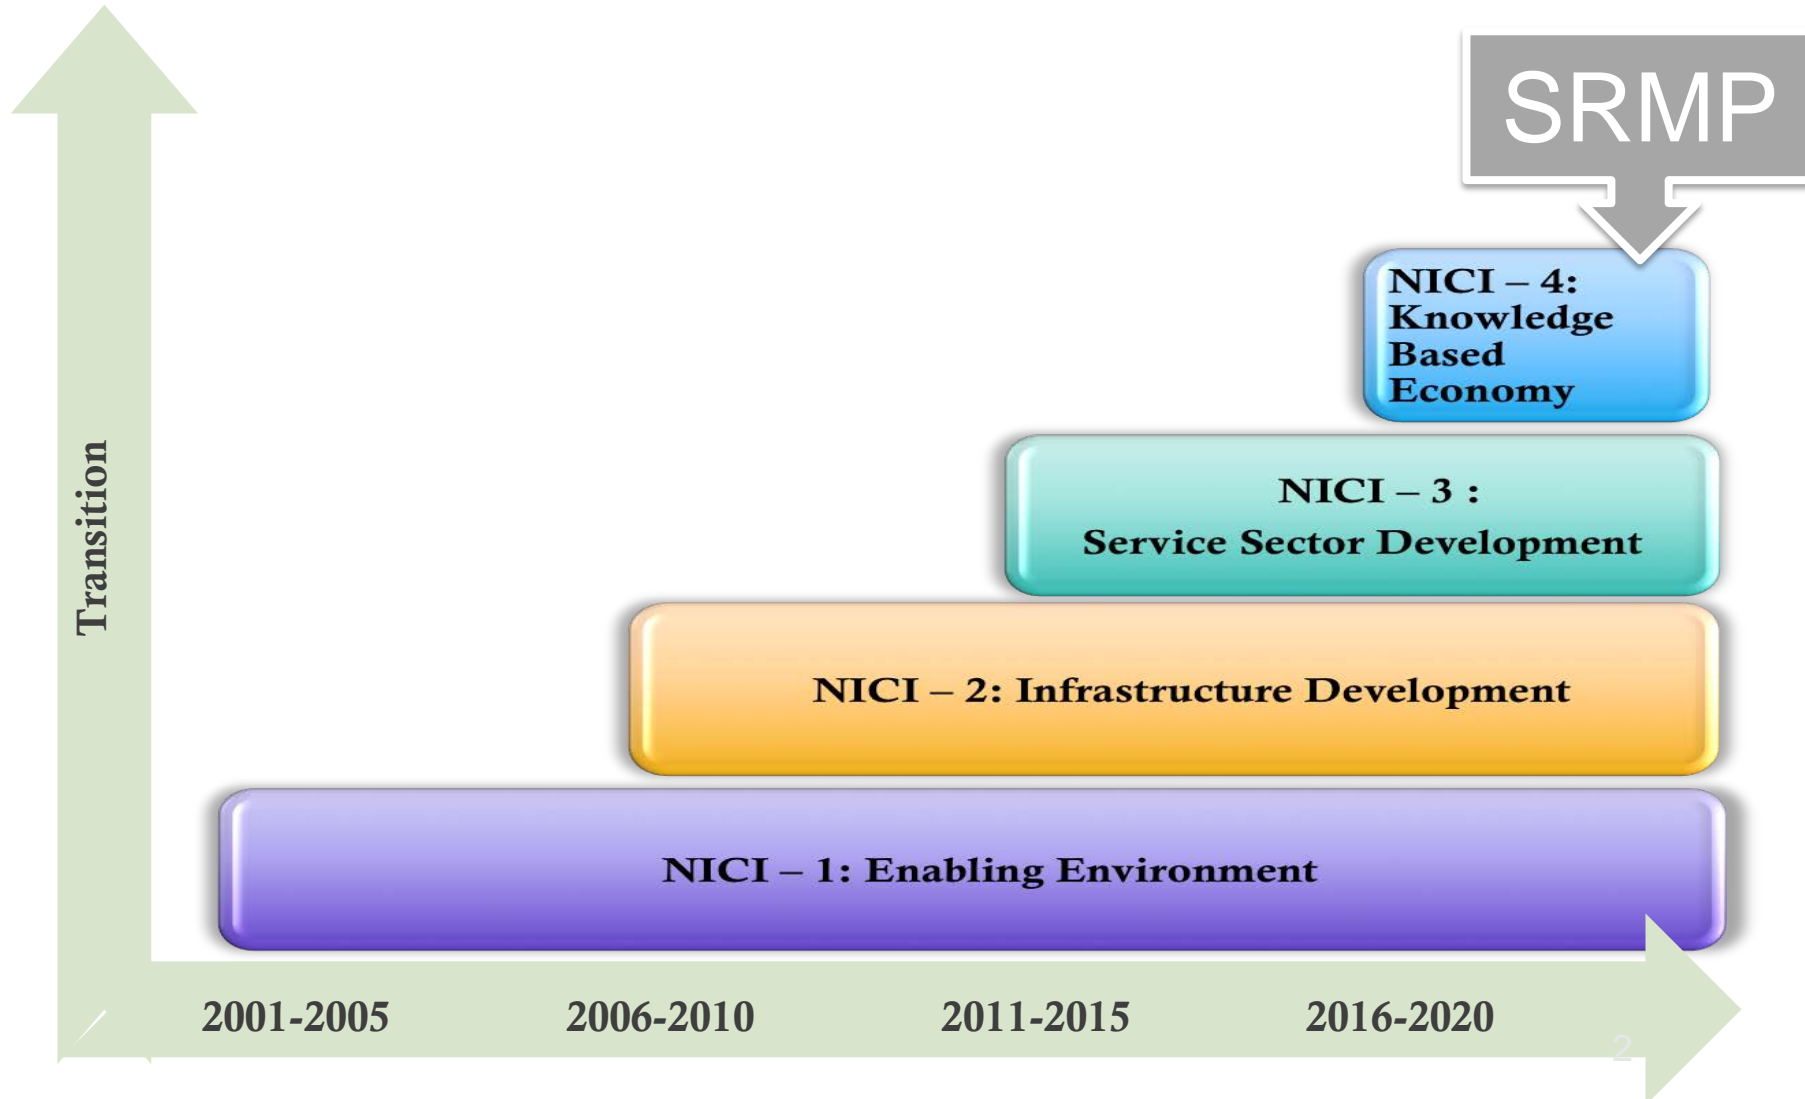 SRMP
NICI – 4:
Knowledge
Based
Economy
NICI – 3 :
Service Sector Development
Transition
NICI – 2: Infrastructure Development
NICI – 1: Enabling Environment
2001-2005
2006-2010
2011-2015
2016-2020
2